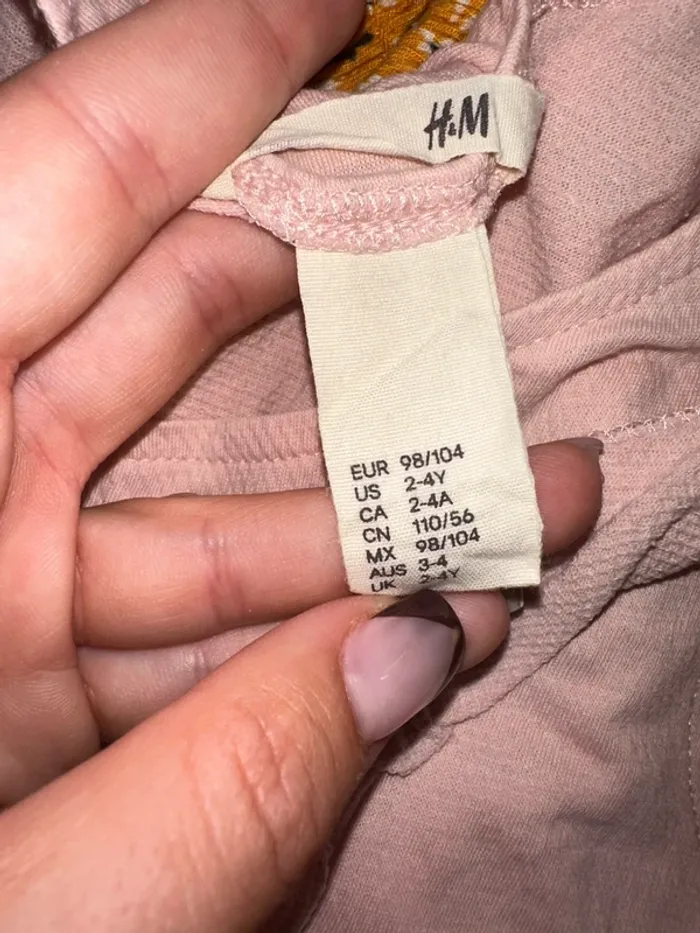 H&M
EUR 98/104
US 2-4Y
CA 2-4A
CN 110/56
MX 98/104
AUS 3-4
UK 2-4Y